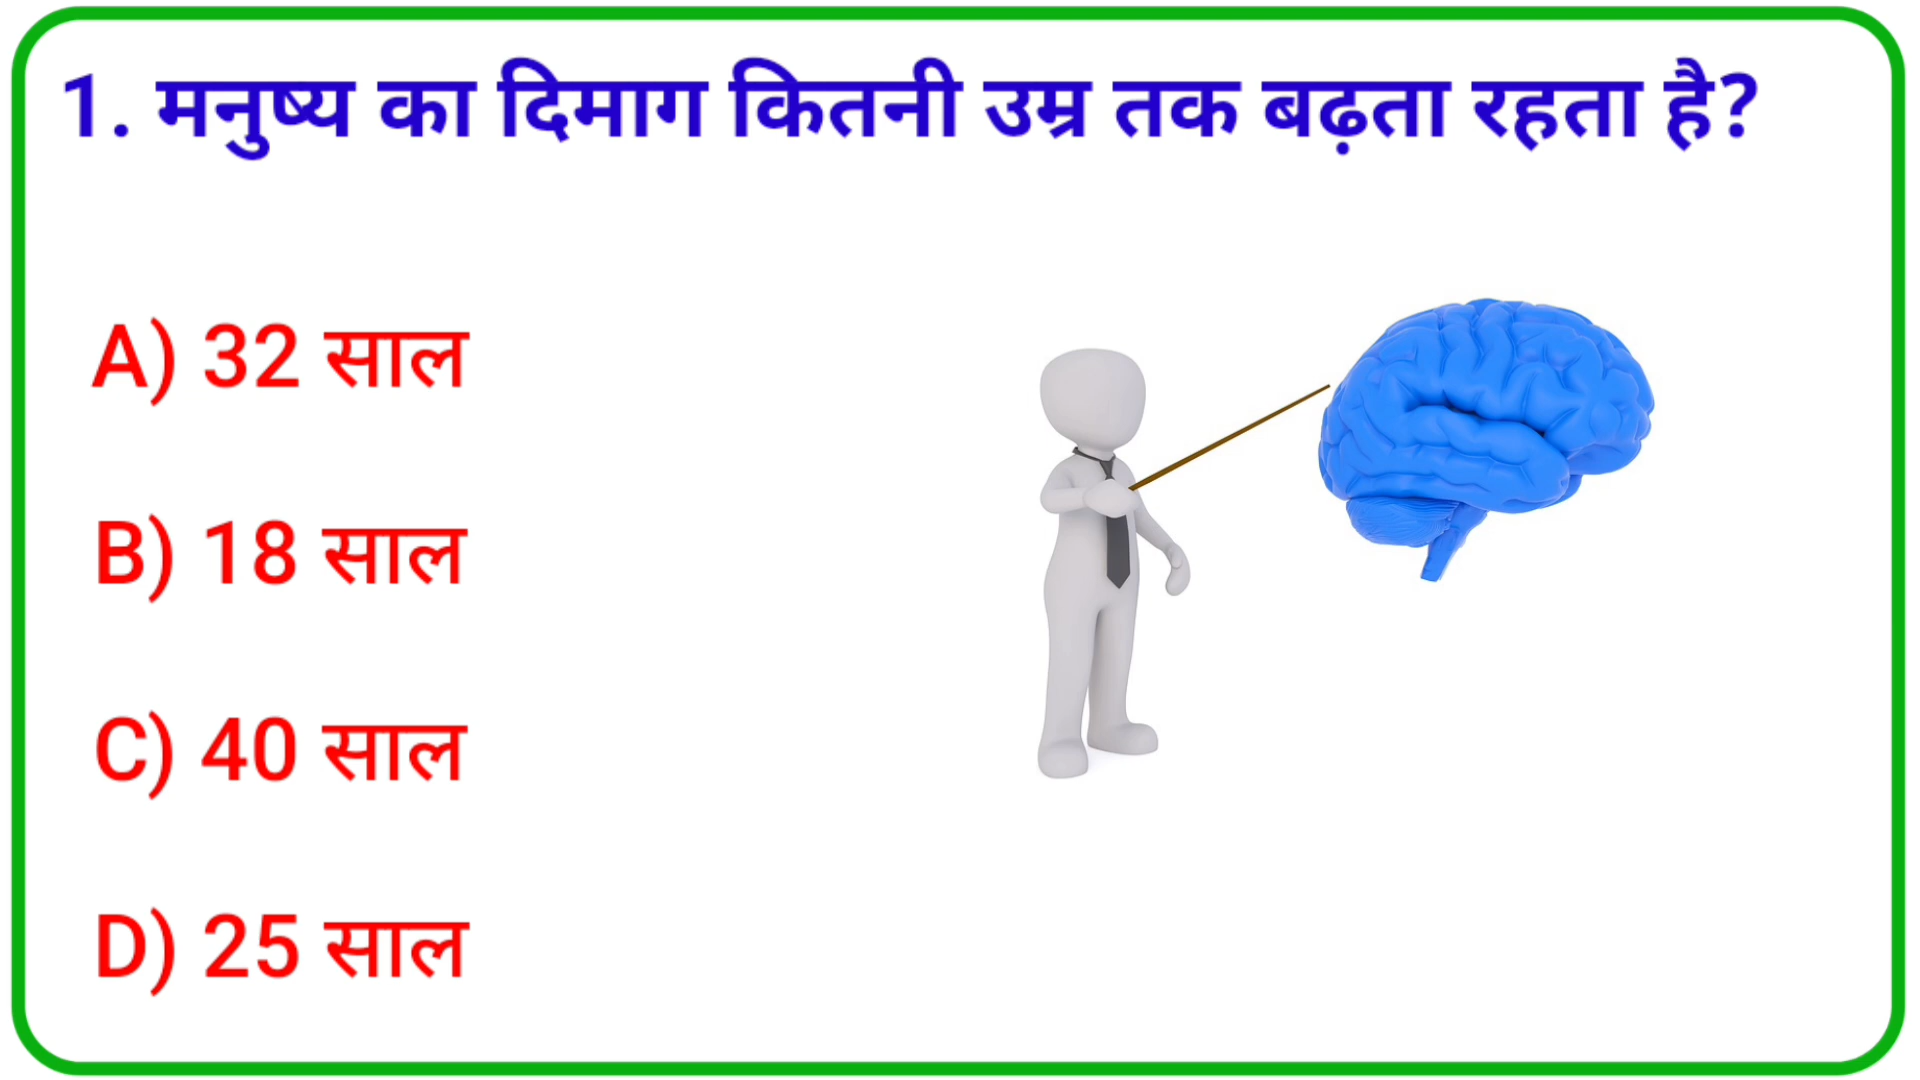 1. मनुष्य का दिमाग कितनी उम्र तक बढ़ता रहता है?
A) 32 साल
B) 18 साल
C) 40 साल
D) 25 साल